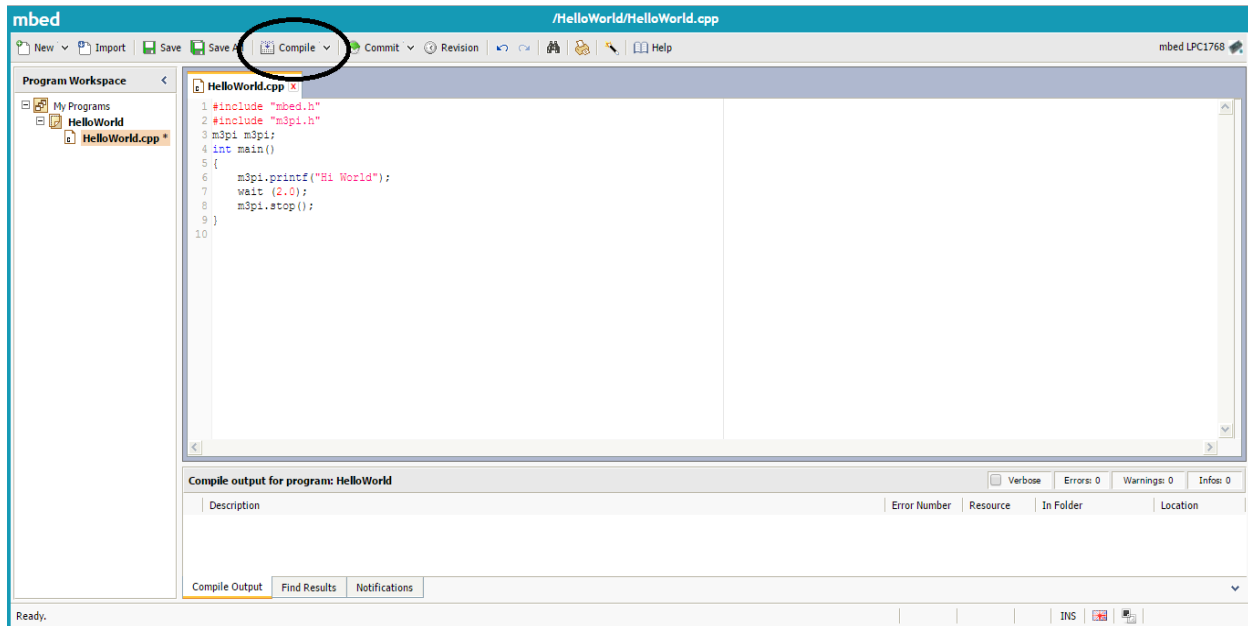 mbed /HelloWorld/HelloWorld.cpp
New Import Save Save A Compile Commit Revision Help mbed LPC1768
Program Workspace <
My Programs
HelloWorld
HelloWorld.cpp *
HelloWorld.cpp x
1 #include "mbed.h"
2 #include "m3pi.h"
3 m3pi m3pi;
4 int main()
5 {
6 m3pi.printf("Hi World");
7 wait (2.0);
8 m3pi.stop();
9 }
10
Compile output for program: HelloWorld Verbose Errors: 0 Warnings: 0 Infos: 0
Description Error Number Resource In Folder Location
Compile Output Find Results Notifications
Ready. INS